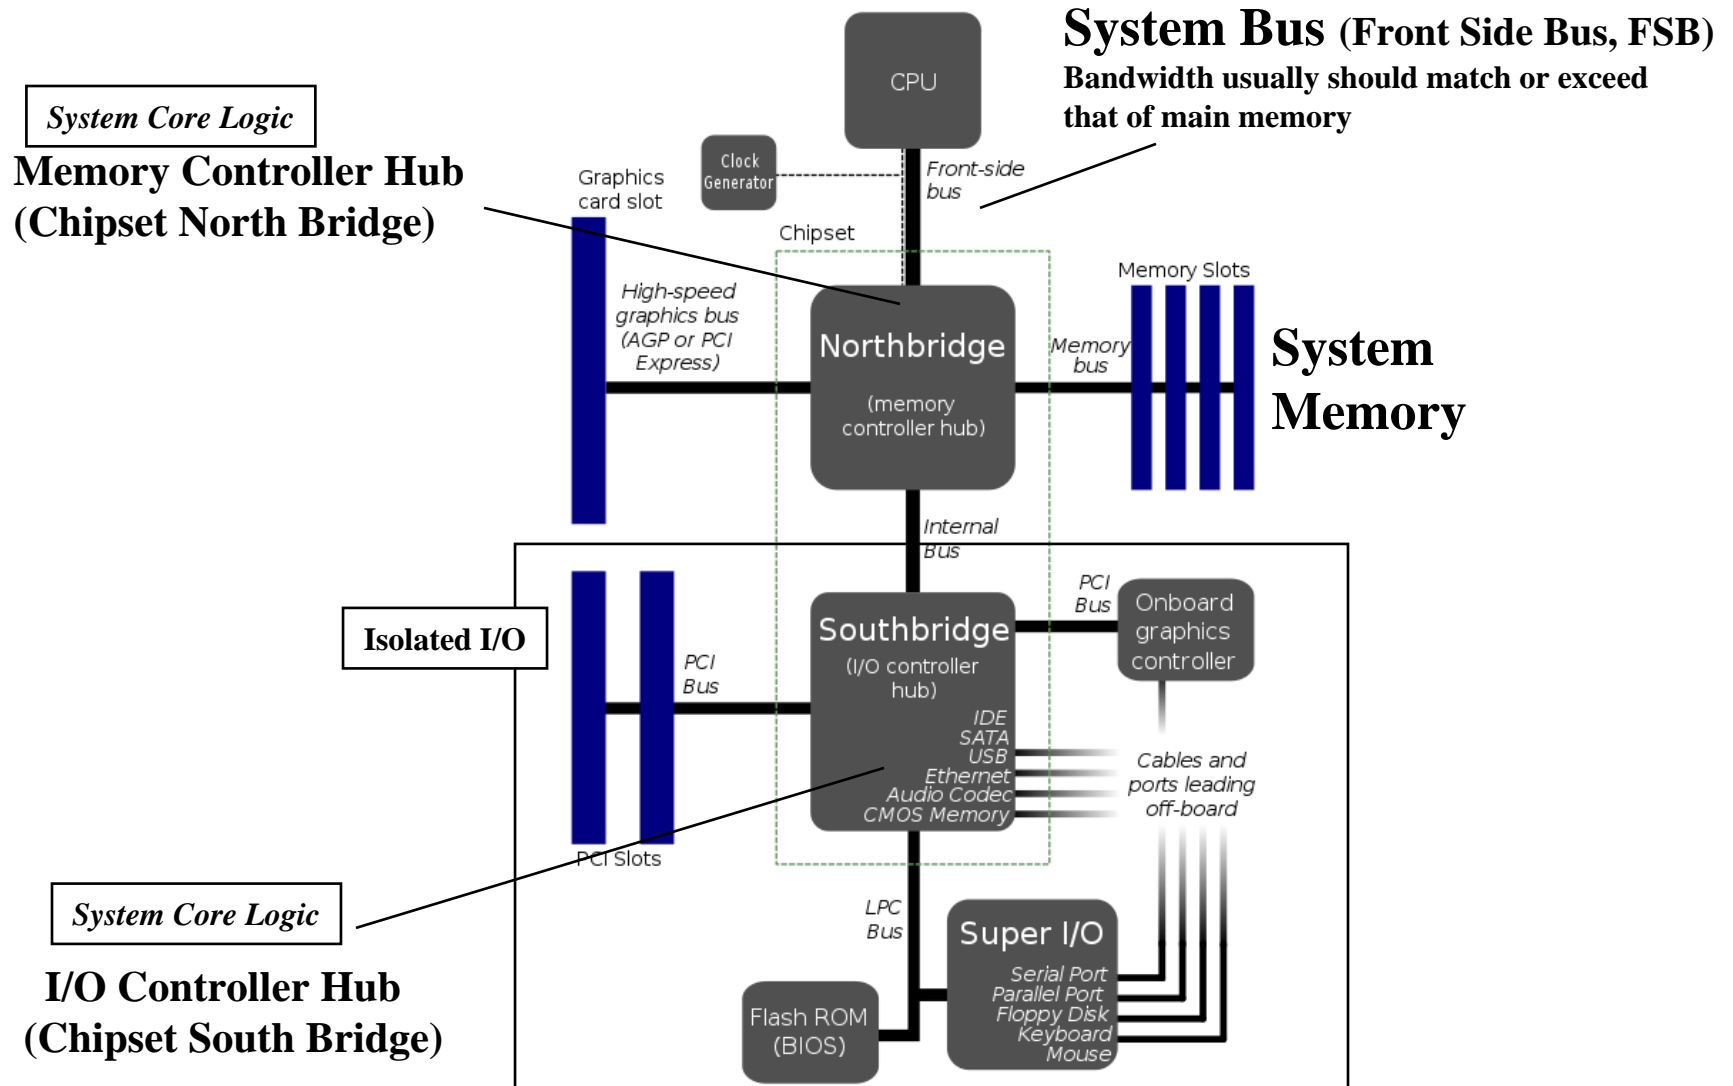 System Bus (Front Side Bus, FSB)
Bandwidth usually should match or exceed
that of main memory
CPU
System Core Logic
Memory Controller Hub
(Chipset North Bridge)
Clock
Generator
Front-side
bus
Graphics
card slot
Chipset
High-speed
graphics bus
(AGP or PCI
Express)
Northbridge
(memory
controller hub)
Memory
bus
Memory Slots
System
Memory
Internal
Bus
Isolated I/O
PCI
Bus
PCI Slots
Southbridge
(I/O controller
hub)
IDE
SATA
USB
Ethernet
Audio Codec
CMOS Memory
PCI
Bus
Onboard
graphics
controller
Cables and
ports leading
off-board
System Core Logic
I/O Controller Hub
(Chipset South Bridge)
LPC
Bus
Super I/O
Serial Port
Parallel Port
Floppy Disk
Keyboard
Mouse
Flash ROM
(BIOS)